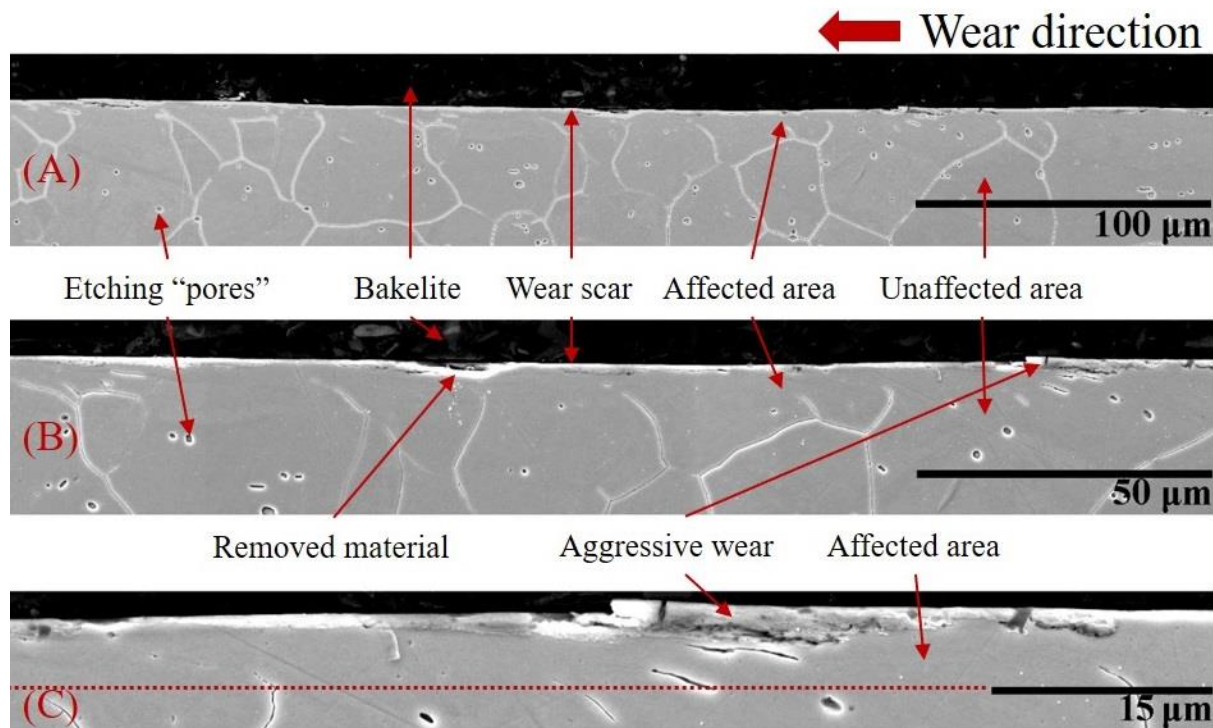 Wear direction
(A)
100 µm
Etching “pores” Bakelite Wear scar Affected area Unaffected area
(B)
50 µm
Removed material Aggressive wear Affected area
(C)
15 µm